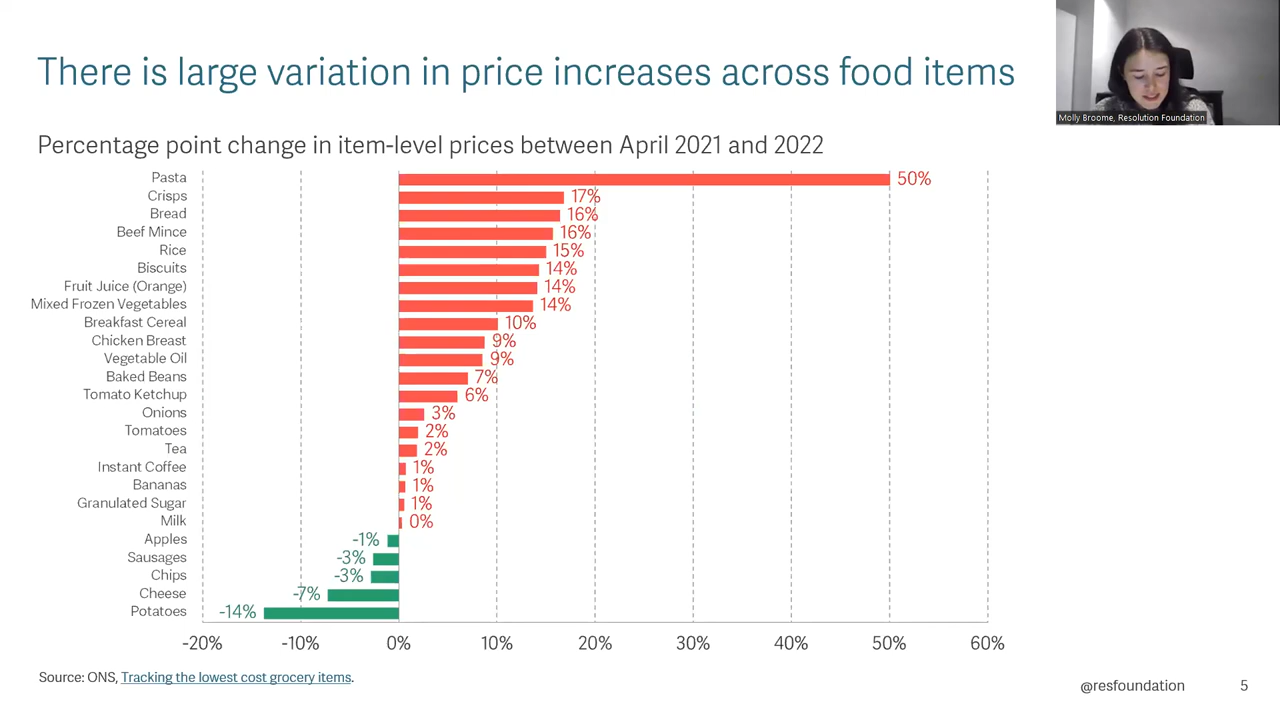 There is large variation in price increases across food items
Molly Broome, Resolution Foundation
Percentage point change in item-level prices between April 2021 and 2022
Pasta 50%
Crisps 17%
Bread 16%
Beef Mince 16%
Rice 15%
Biscuits 14%
Fruit Juice (Orange) 14%
Mixed Frozen Vegetables 14%
Breakfast Cereal 10%
Chicken Breast 9%
Vegetable Oil 9%
Baked Beans 7%
Tomato Ketchup 6%
Onions 3%
Tomatoes 2%
Tea 2%
Instant Coffee 1%
Bananas 1%
Granulated Sugar 1%
Milk 0%
Apples -1%
Sausages -3%
Chips -3%
Cheese -7%
Potatoes -14%
-20% -10% 0% 10% 20% 30% 40% 50% 60%
Source: ONS, Tracking the lowest cost grocery items.
@resfoundation 5